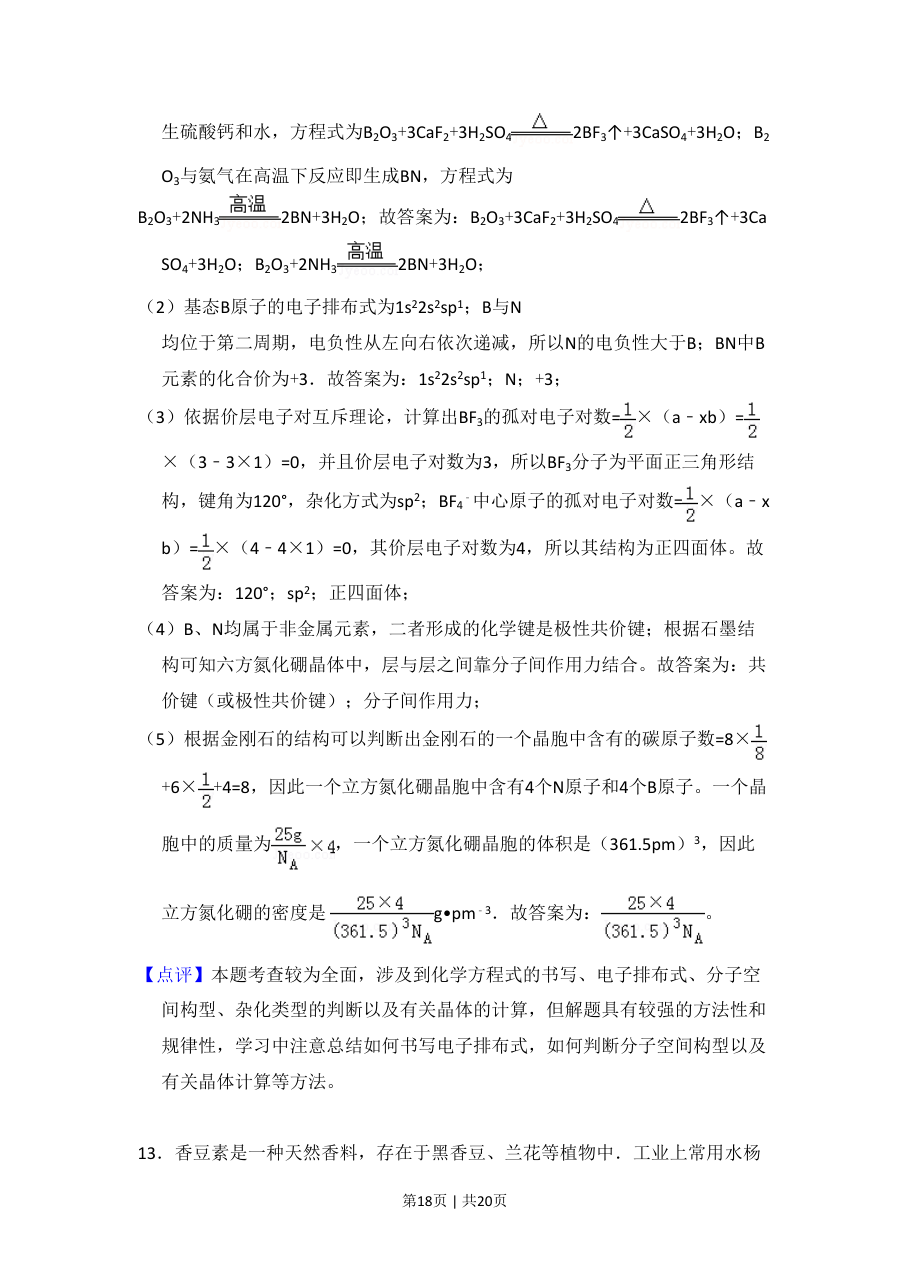 生硫酸钙和水，方程式为B₂O₃+3CaF₂+3H₂SO₄ △ 2BF₃↑+3CaSO₄+3H₂O；B₂
O₃与氨气在高温下反应即生成BN，方程式为
B₂O₃+2NH₃ 高温 2BN+3H₂O；故答案为：B₂O₃+3CaF₂+3H₂SO₄ △ 2BF₃↑+3Ca
SO₄+3H₂O；B₂O₃+2NH₃ 高温 2BN+3H₂O；
（2）基态B原子的电子排布式为1s²2s²sp¹；B与N
均位于第二周期，电负性从左向右依次递减，所以N的电负性大于B；BN中B
元素的化合价为+3．故答案为：1s²2s²sp¹；N；+3；
（3）依据价层电子对互斥理论，计算出BF₃的孤对电子对数=1/2×（a﹣xb）=1/2
×（3﹣3×1）=0，并且价层电子对数为3，所以BF₃分子为平面正三角形结
构，键角为120°，杂化方式为sp²；BF₄⁻中心原子的孤对电子对数=1/2×（a﹣x
b）=1/2×（4﹣4×1）=0，其价层电子对数为4，所以其结构为正四面体。故
答案为：120°；sp²；正四面体；
（4）B、N均属于非金属元素，二者形成的化学键是极性共价键；根据石墨结
构可知六方氮化硼晶体中，层与层之间靠分子间作用力结合。故答案为：共
价键（或极性共价键）；分子间作用力；
（5）根据金刚石的结构可以判断出金刚石的一个晶胞中含有的碳原子数=8×1/8
+6×1/2+4=8，因此一个立方氮化硼晶胞中含有4个N原子和4个B原子。一个晶
胞中的质量为25g/N_A×4，一个立方氮化硼晶胞的体积是（361.5pm）³，因此
立方氮化硼的密度是 25×4/(361.5)³N_A g•pm⁻³．故答案为：25×4/(361.5)³N_A。
【点评】本题考查较为全面，涉及到化学方程式的书写、电子排布式、分子空
间构型、杂化类型的判断以及有关晶体的计算，但解题具有较强的方法性和
规律性，学习中注意总结如何书写电子排布式，如何判断分子空间构型以及
有关晶体计算等方法。
13．香豆素是一种天然香料，存在于黑香豆、兰花等植物中．工业上常用水杨
第18页 | 共20页